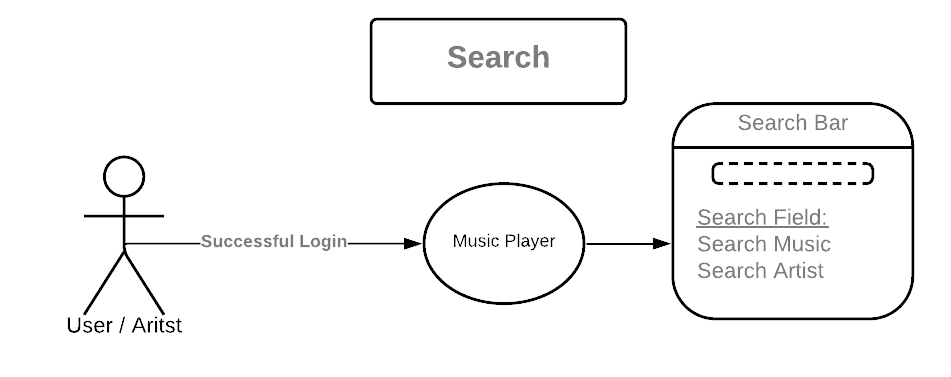 Search
Search Bar
Search Field:
Search Music
Search Artist
Successful Login
Music Player
User / Aritst